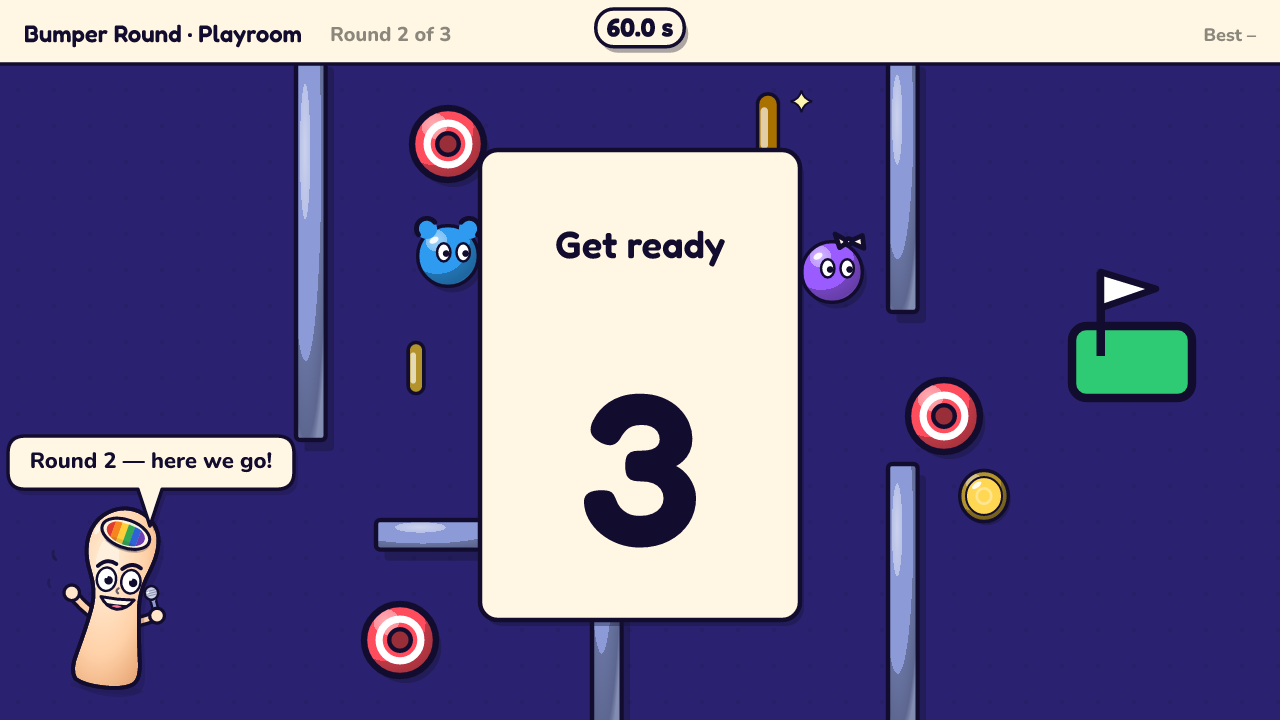 Bumper Round · Playroom
Round 2 of 3
60.0 s
Best –
Get ready
3
Round 2 — here we go!